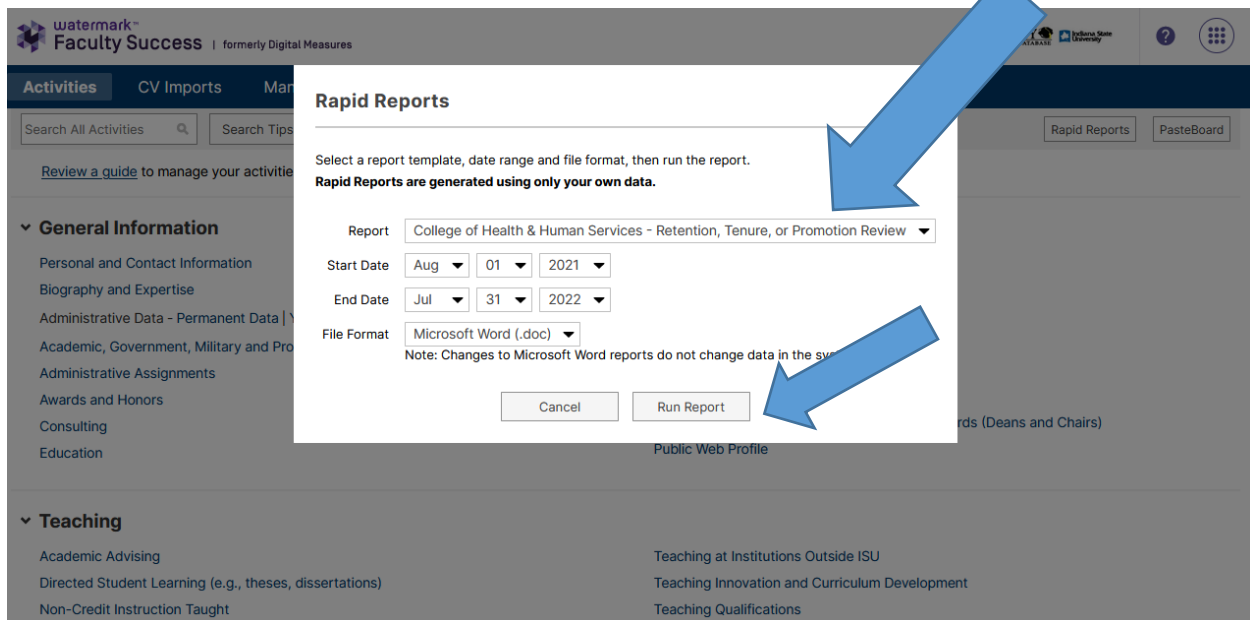 watermark™
Faculty Success | formerly Digital Measures
DATABASE
Indiana State
University
?
Activities
CV Imports
Man
Search All Activities
Search Tips
Rapid Reports
PasteBoard
Review a guide to manage your activitie
Rapid Reports
Select a report template, date range and file format, then run the report.
Rapid Reports are generated using only your own data.
Report College of Health & Human Services - Retention, Tenure, or Promotion Review
Start Date Aug 01 2021
End Date Jul 31 2022
File Format Microsoft Word (.doc)
Note: Changes to Microsoft Word reports do not change data in the sy
Cancel
Run Report
General Information
Personal and Contact Information
Biography and Expertise
Administrative Data - Permanent Data | Y
Academic, Government, Military and Pro
Administrative Assignments
Awards and Honors
Consulting
Education
rds (Deans and Chairs)
Public Web Profile
Teaching
Academic Advising
Directed Student Learning (e.g., theses, dissertations)
Non-Credit Instruction Taught
Teaching at Institutions Outside ISU
Teaching Innovation and Curriculum Development
Teaching Qualifications